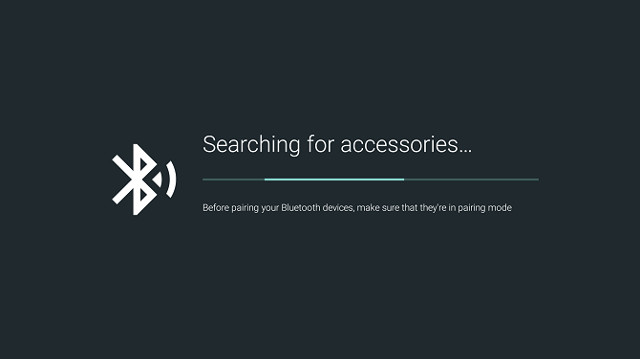 Searching for accessories...
Before pairing your Bluetooth devices, make sure that they're in pairing mode